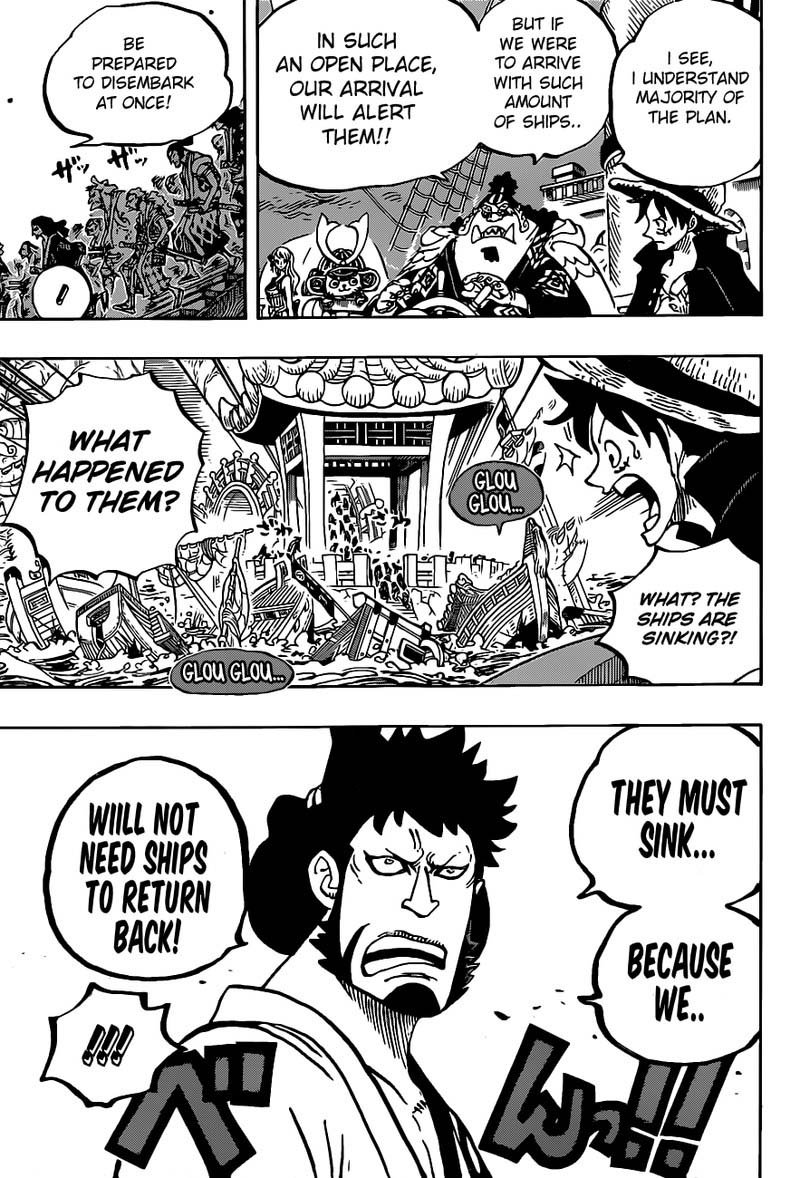 I SEE,
I UNDERSTAND
MAJORITY OF
THE PLAN.
BUT IF
WE WERE
TO ARRIVE
WITH SUCH
AMOUNT
OF SHIPS..
IN SUCH
AN OPEN PLACE,
OUR ARRIVAL
WILL ALERT
THEM!!
BE
PREPARED
TO DISEMBARK
AT ONCE!
ザッ
ザッ
WHAT? THE
SHIPS ARE
SINKING?!
GLOU
GLOU...
WHAT
HAPPENED
TO THEM?
GLOU GLOU...
THEY MUST
SINK...
BECAUSE
WE..
WIILL NOT
NEED SHIPS
TO RETURN
BACK!
!!!
べんっ!!